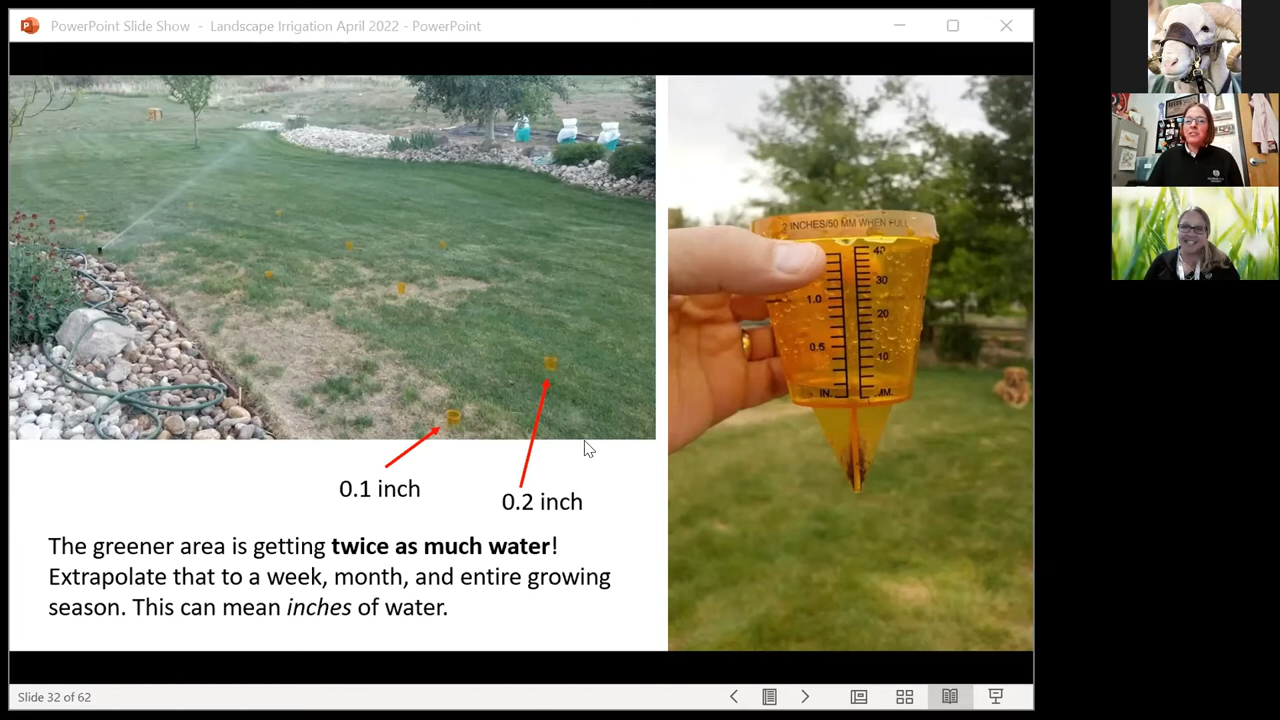 PowerPoint Slide Show - Landscape Irrigation April 2022 - PowerPoint
2 INCHES/50 MM WHEN FULL
40
30
1.0
20
0.5
10
IN.
MM.
0.1 inch
0.2 inch
The greener area is getting twice as much water!
Extrapolate that to a week, month, and entire growing
season. This can mean inches of water.
Slide 32 of 62